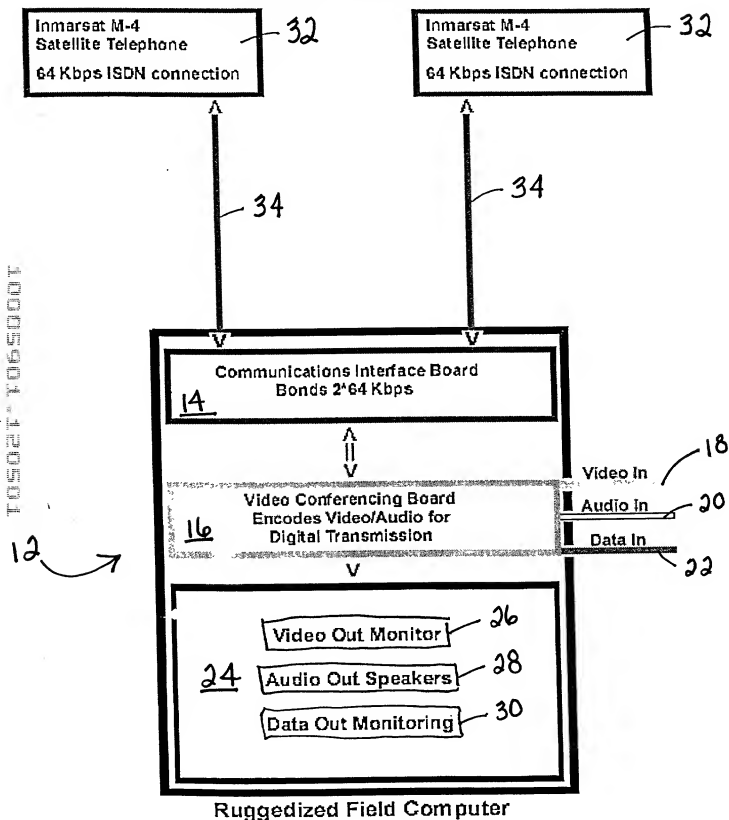 Inmarsat M-4
Satellite Telephone
64 Kbps ISDN connection
32
Inmarsat M-4
Satellite Telephone
64 Kbps ISDN connection
32
34
34
Communications Interface Board
Bonds 2*64 Kbps
14
Video Conferencing Board
Encodes Video/Audio for
Digital Transmission
16
Video In
18
Audio In
20
Data In
22
12
24
Video Out Monitor
26
Audio Out Speakers
28
Data Out Monitoring
30
Ruggedized Field Computer